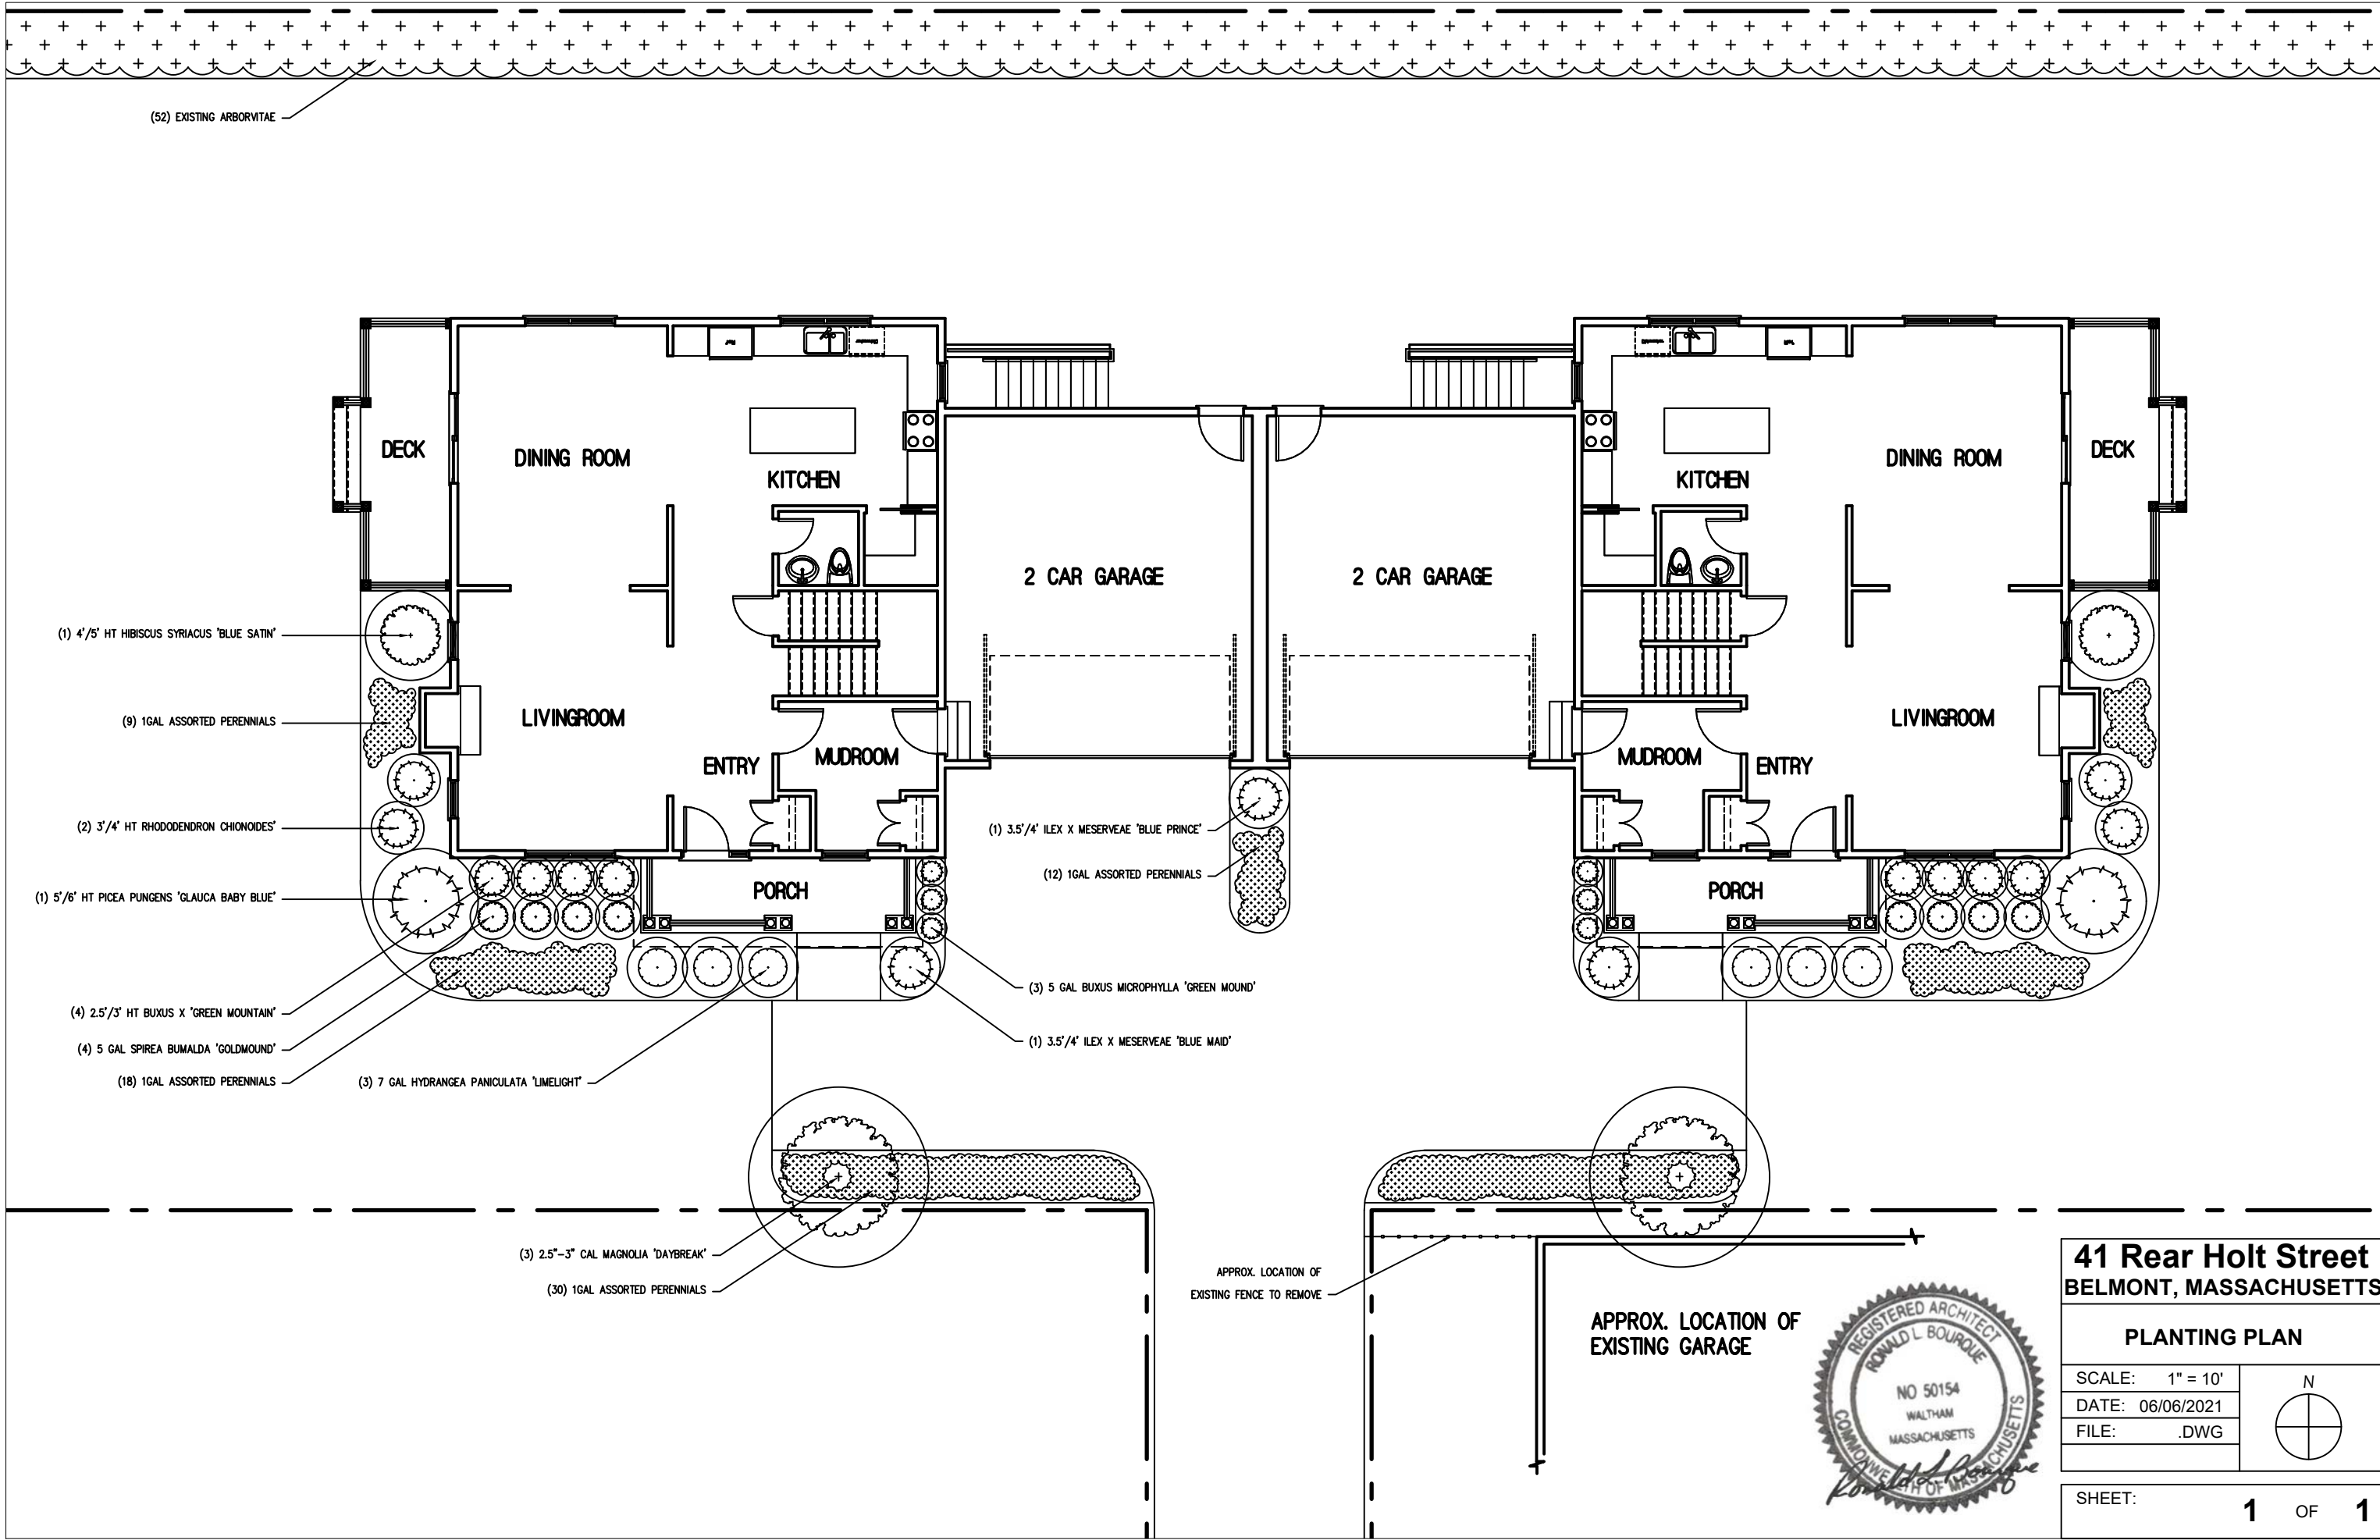 (52) EXISTING ARBORVITAE
DECK
DINING ROOM
KITCHEN
2 CAR GARAGE
2 CAR GARAGE
KITCHEN
DINING ROOM
DECK
(1) 4'/5' HT HIBISCUS SYRIACUS 'BLUE SATIN'
(9) 1GAL ASSORTED PERENNIALS
LIVINGROOM
ENTRY
MUDROOM
MUDROOM
ENTRY
LIVINGROOM
(2) 3'/4' HT RHODODENDRON CHIONOIDES'
(1) 5'/6' HT PICEA PUNGENS 'GLAUCA BABY BLUE'
PORCH
(1) 3.5'/4' ILEX X MESERVEAE 'BLUE PRINCE'
(12) 1GAL ASSORTED PERENNIALS
PORCH
(4) 2.5'/3' HT BUXUS X 'GREEN MOUNTAIN'
(4) 5 GAL SPIREA BUMALDA 'GOLDMOUND'
(18) 1GAL ASSORTED PERENNIALS
(3) 7 GAL HYDRANGEA PANICULATA 'LIMELIGHT'
(3) 5 GAL BUXUS MICROPHYLLA 'GREEN MOUND'
(1) 3.5'/4' ILEX X MESERVEAE 'BLUE MAID'
(3) 2.5"-3" CAL MAGNOLIA 'DAYBREAK'
(30) 1GAL ASSORTED PERENNIALS
APPROX. LOCATION OF
EXISTING FENCE TO REMOVE
APPROX. LOCATION OF
EXISTING GARAGE
REGISTERED ARCHITECT
RONALD L BOURQUE
NO 50154
WALTHAM
MASSACHUSETTS
COMMONWEALTH OF MASSACHUSETTS
Ronald L. Bourque
41 Rear Holt Street
BELMONT, MASSACHUSETTS
PLANTING PLAN
SCALE: 1" = 10'
DATE: 06/06/2021
FILE: .DWG
N
SHEET: 1 OF 1